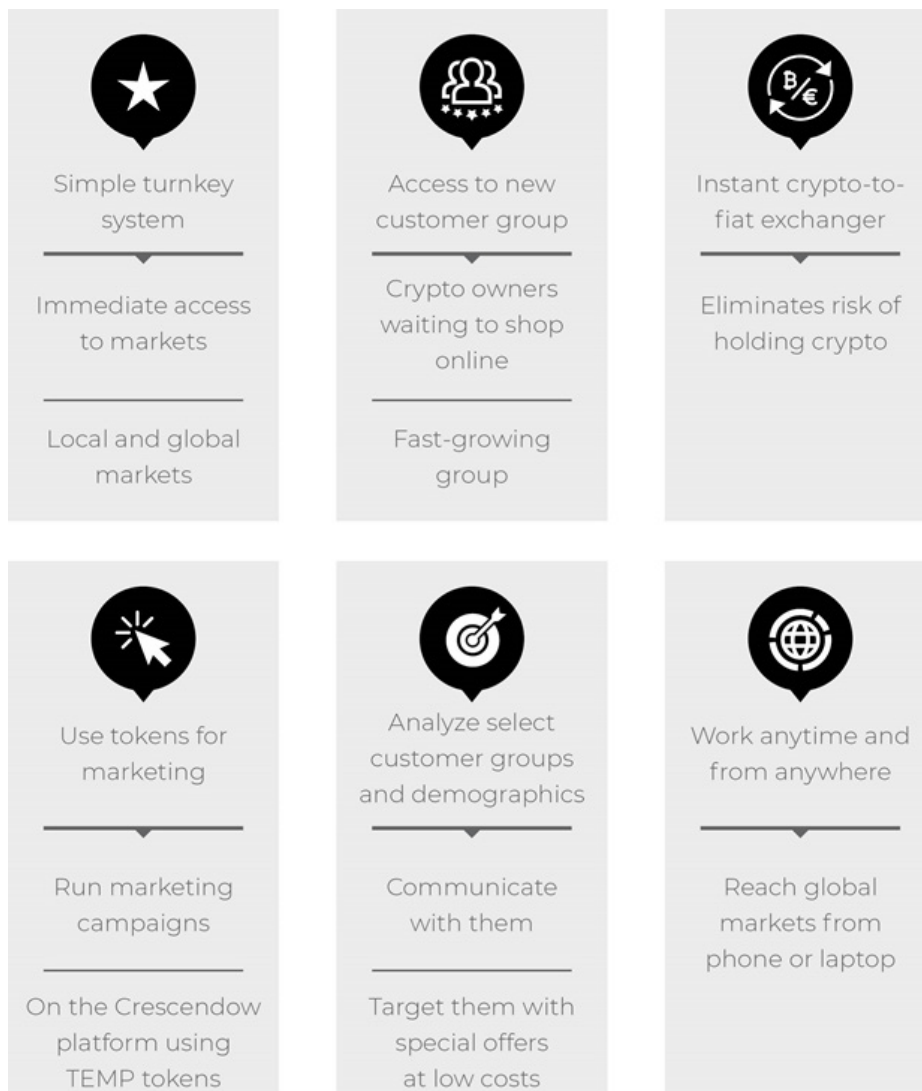 Simple turnkey
system
Immediate access
to markets
Local and global
markets
Access to new
customer group
Crypto owners
waiting to shop
online
Fast-growing
group
B/€
Instant crypto-to-
fiat exchanger
Eliminates risk of
holding crypto
Use tokens for
marketing
Run marketing
campaigns
On the Crescendow
platform using
TEMP tokens
Analyze select
customer groups
and demographics
Communicate
with them
Target them with
special offers
at low costs
Work anytime and
from anywhere
Reach global
markets from
phone or laptop